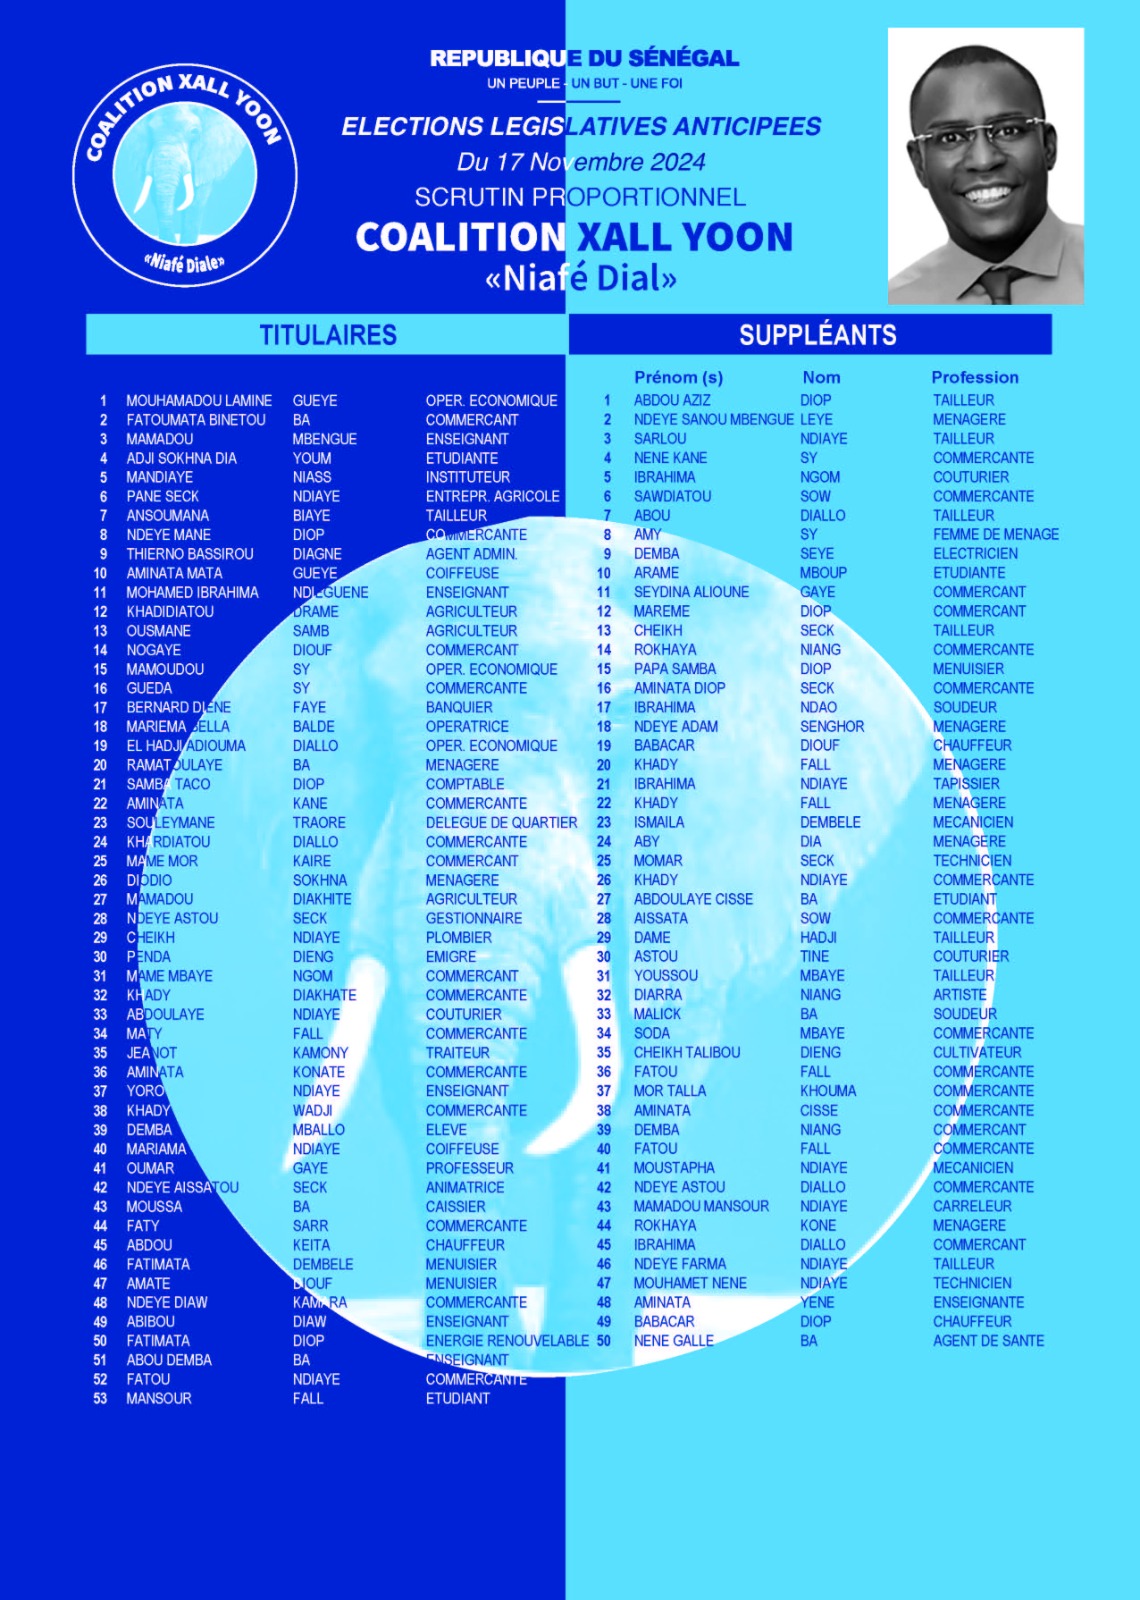 COALITION XALL YOON
«Niafé Diale»
REPUBLIQUE DU SÉNÉGAL
UN PEUPLE - UN BUT - UNE FOI
ELECTIONS LEGISLATIVES ANTICIPEES
Du 17 Novembre 2024
SCRUTIN PROPORTIONNEL
COALITION XALL YOON
«Niafé Dial»
TITULAIRES
1 MOUHAMADOU LAMINE GUEYE OPER. ECONOMIQUE
2 FATOUMATA BINETOU BA COMMERCANT
3 MAMADOU MBENGUE ENSEIGNANT
4 ADJI SOKHNA DIA YOUM ETUDIANTE
5 MANDIAYE NIASS INSTITUTEUR
6 PANE SECK NDIAYE ENTREPR. AGRICOLE
7 ANSOUMANA BIAYE TAILLEUR
8 NDEYE MANE DIOP COMMERCANTE
9 THIERNO BASSIROU DIAGNE AGENT ADMIN.
10 AMINATA MATA GUEYE COIFFEUSE
11 MOHAMED IBRAHIMA NDIEGUENE ENSEIGNANT
12 KHADIDIATOU DRAME AGRICULTEUR
13 OUSMANE SAMB AGRICULTEUR
14 NOGAYE DIOUF COMMERCANT
15 MAMOUDOU SY OPER. ECONOMIQUE
16 GUEDA SY COMMERCANTE
17 BERNARD DIENE FAYE BANQUIER
18 MARIEMA SELLA BALDE OPERATRICE
19 EL HADJI ADIOUMA DIALLO OPER. ECONOMIQUE
20 RAMATOULAYE BA MENAGERE
21 SAMBA TACO DIOP COMPTABLE
22 AMINATA KANE COMMERCANTE
23 SOULEYMANE TRAORE DELEGUE DE QUARTIER
24 KHARDIATOU DIALLO COMMERCANTE
25 MAME MOR KAIRE COMMERCANT
26 DIODIO SOKHNA MENAGERE
27 MAMADOU DIAKHITE AGRICULTEUR
28 NDEYE ASTOU SECK GESTIONNAIRE
29 CHEIKH NDIAYE PLOMBIER
30 PENDA DIENG EMIGRE
31 MAME MBAYE NGOM COMMERCANT
32 KHADY DIAKHATE COMMERCANTE
33 ABDOULAYE NDIAYE COUTURIER
34 MATY FALL COMMERCANTE
35 JEANOT KAMONY TRAITEUR
36 AMINATA KONATE COMMERCANTE
37 YORO NDIAYE ENSEIGNANT
38 KHADY WADJI COMMERCANTE
39 DEMBA MBALLO ELEVE
40 MARIAMA NDIAYE COIFFEUSE
41 OUMAR GAYE PROFESSEUR
42 NDEYE AISSATOU SECK ANIMATRICE
43 MOUSSA BA CAISSIER
44 FATY SARR COMMERCANTE
45 ABDOU KEITA CHAUFFEUR
46 FATIMATA DEMBELE MENUISIER
47 AMATE DIOUF MENUISIER
48 NDEYE DIAW KAMARA COMMERCANTE
49 ABIBOU DIAW ENSEIGNANT
50 FATIMATA DIOP ENERGIE RENOUVELABLE
51 ABOU DEMBA BA ENSEIGNANT
52 FATOU NDIAYE COMMERCANTE
53 MANSOUR FALL ETUDIANT
SUPPLÉANTS
Prénom (s) Nom Profession
1 ABDOU AZIZ DIOP TAILLEUR
2 NDEYE SANOU MBENGUE LEYE MENAGERE
3 SARLOU NDIAYE TAILLEUR
4 NENE KANE SY COMMERCANTE
5 IBRAHIMA NGOM COUTURIER
6 SAWDIATOU SOW COMMERCANTE
7 ABOU DIALLO TAILLEUR
8 AMY SY FEMME DE MENAGE
9 DEMBA SEYE ELECTRICIEN
10 ARAME MBOUP ETUDIANTE
11 SEYDINA ALIOUNE GAYE COMMERCANT
12 MAREME DIOP COMMERCANT
13 CHEIKH SECK TAILLEUR
14 ROKHAYA NIANG COMMERCANTE
15 PAPA SAMBA DIOP MENUISIER
16 AMINATA DIOP SECK COMMERCANTE
17 IBRAHIMA NDAO SOUDEUR
18 NDEYE ADAM SENGHOR MENAGERE
19 BABACAR DIOUF CHAUFFEUR
20 KHADY FALL MENAGERE
21 IBRAHIMA NDIAYE TAPISSIER
22 KHADY FALL MENAGERE
23 ISMAILA DEMBELE MECANICIEN
24 ABY DIA MENAGERE
25 MOMAR SECK TECHNICIEN
26 KHADY NDIAYE COMMERCANTE
27 ABDOULAYE CISSE BA ETUDIANT
28 AISSATA SOW COMMERCANTE
29 DAME HADJI TAILLEUR
30 ASTOU TINE COUTURIER
31 YOUSSOU MBAYE TAILLEUR
32 DIARRA NIANG ARTISTE
33 MALICK BA SOUDEUR
34 SODA MBAYE COMMERCANTE
35 CHEIKH TALIBOU DIENG CULTIVATEUR
36 FATOU FALL COMMERCANTE
37 MOR TALLA KHOUMA COMMERCANTE
38 AMINATA CISSE COMMERCANTE
39 DEMBA NIANG COMMERCANT
40 FATOU FALL COMMERCANTE
41 MOUSTAPHA NDIAYE MECANICIEN
42 NDEYE ASTOU DIALLO COMMERCANTE
43 MAMADOU MANSOUR NDIAYE CARRELEUR
44 ROKHAYA KONE MENAGERE
45 IBRAHIMA DIALLO COMMERCANT
46 NDEYE FARMA NDIAYE TAILLEUR
47 MOUHAMET NENE NDIAYE TECHNICIEN
48 AMINATA YENE ENSEIGNANTE
49 BABACAR DIOP CHAUFFEUR
50 NENE GALLE BA AGENT DE SANTE